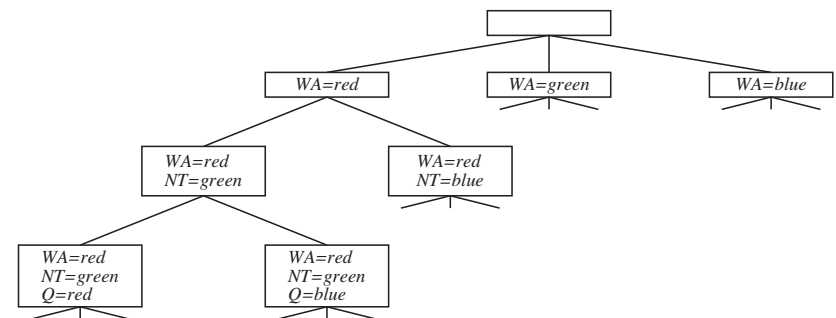 WA=red
WA=green
WA=blue
WA=red
NT=green
WA=red
NT=blue
WA=red
NT=green
Q=red
WA=red
NT=green
Q=blue